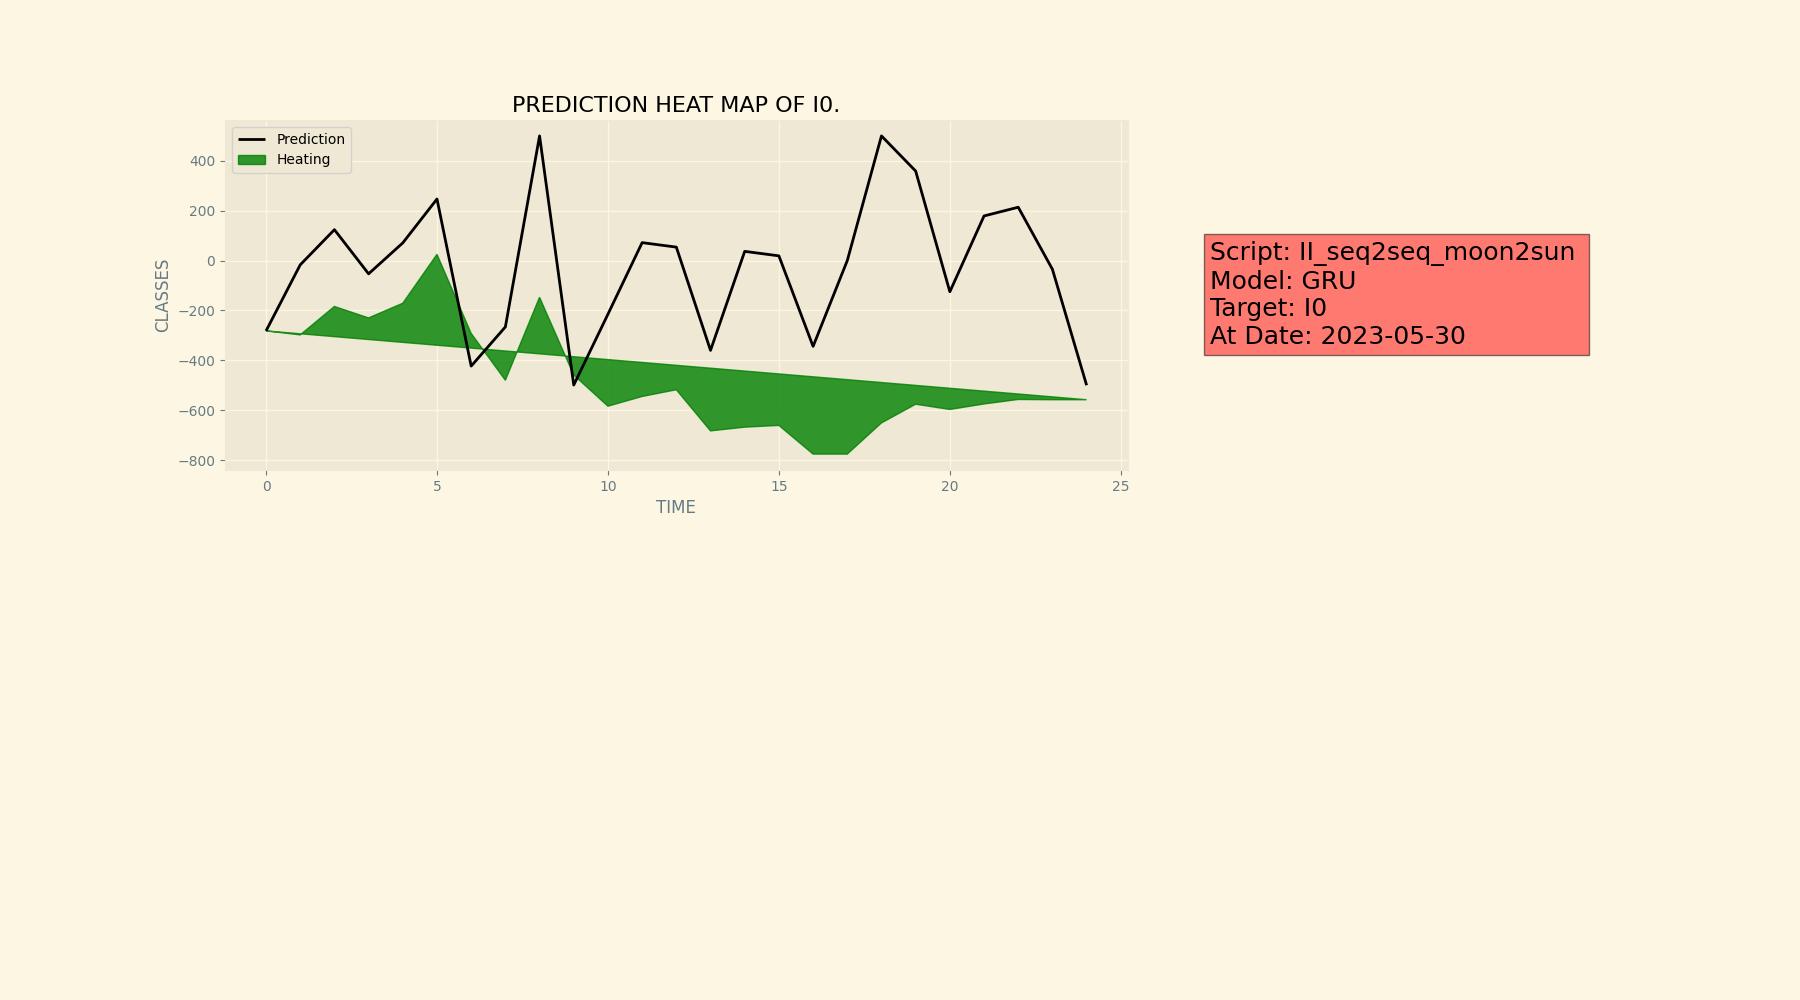 PREDICTION HEAT MAP OF I0.
Prediction
Heating
400
200
0
−200
−400
−600
−800
CLASSES
0 5 10 15 20 25
TIME
Script: II_seq2seq_moon2sun
Model: GRU
Target: I0
At Date: 2023-05-30